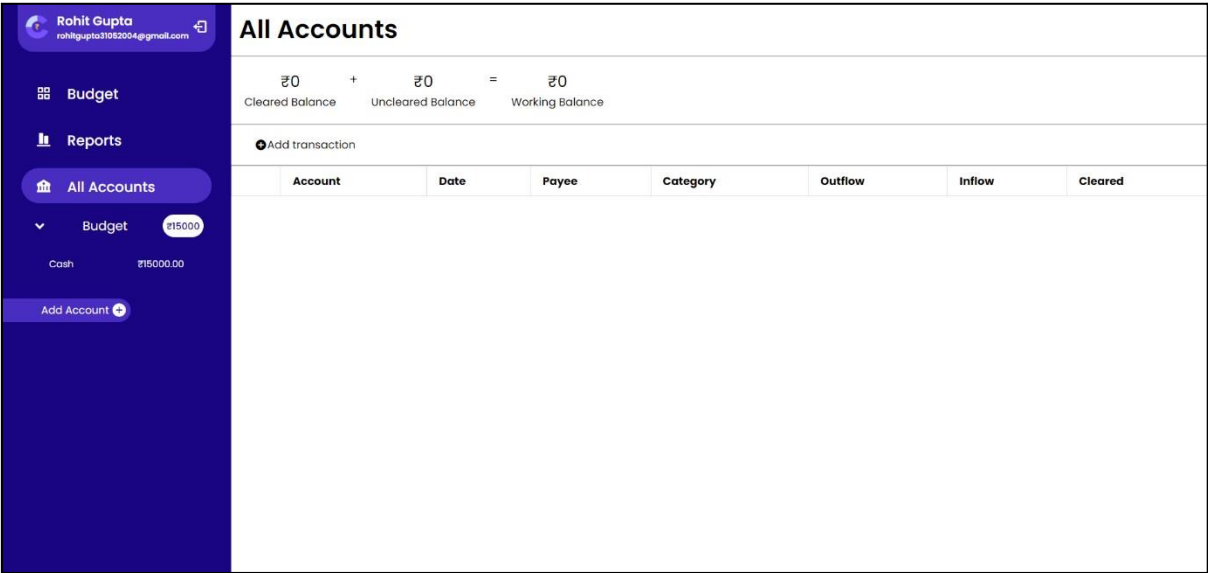 Rohit Gupta
rohitgupta31052004@gmail.com
Budget
Reports
All Accounts
Budget ₹15000
Cash ₹15000.00
Add Account
All Accounts
₹0 + ₹0 = ₹0
Cleared Balance Uncleared Balance Working Balance
Add transaction
Account Date Payee Category Outflow Inflow Cleared